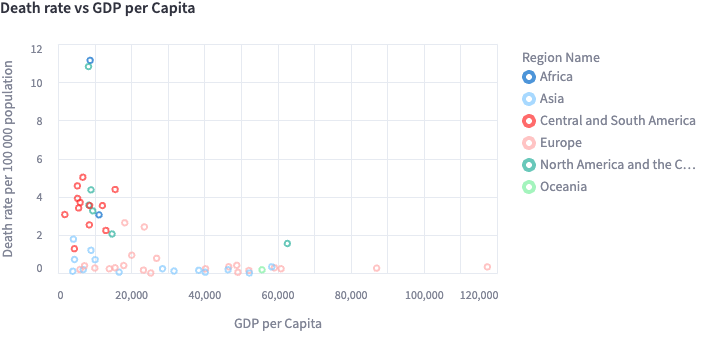 Death rate vs GDP per Capita
12
10
8
6
4
2
0
Death rate per 100 000 population
0 20,000 40,000 60,000 80,000 100,000 120,000
GDP per Capita
Region Name
Africa
Asia
Central and South America
Europe
North America and the C…
Oceania